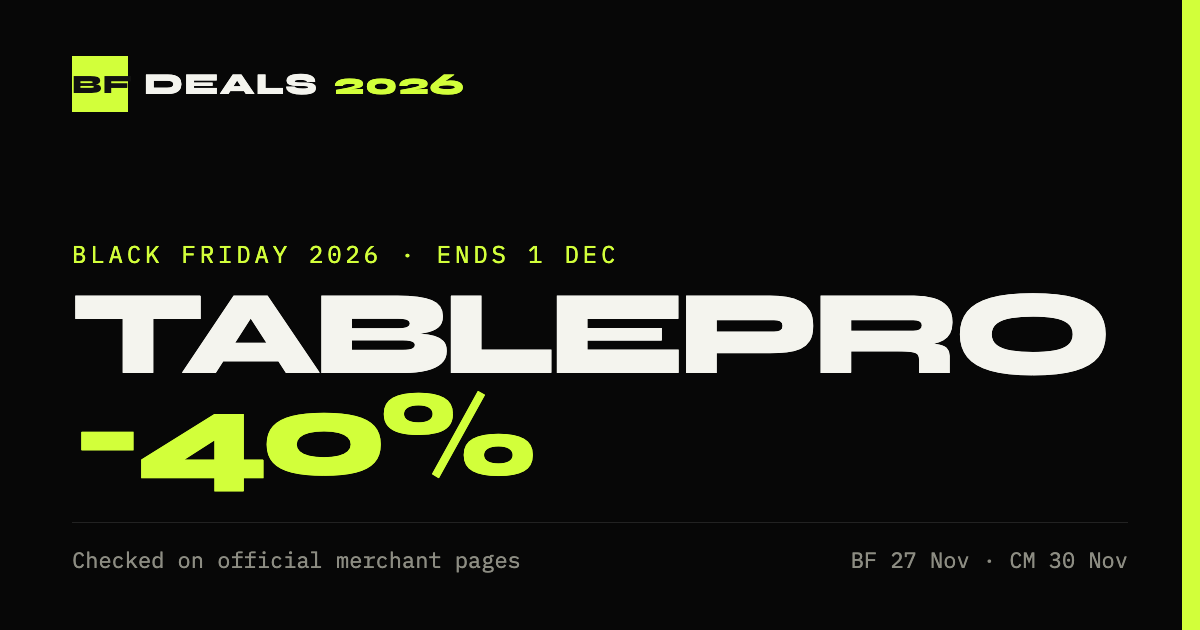 BF DEALS 2026
BLACK FRIDAY 2026 · ENDS 1 DEC
TABLEPRO
-40%
Checked on official merchant pages
BF 27 Nov · CM 30 Nov